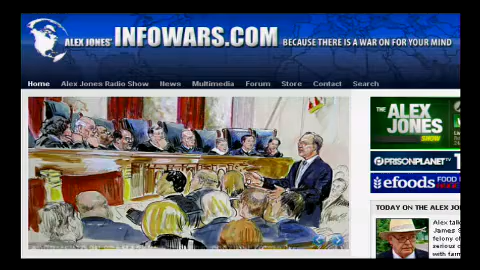 ALEX JONES' INFOWARS.COM BECAUSE THERE IS A WAR ON FOR YOUR MIND
Home Alex Jones Radio Show News Multimedia Forum Store Contact Search
THE
ALEX
JONES
SHOW
PRISONPLANET TV
efoods FOOD
TODAY ON THE ALEX JO
Alex talk
James S
felony c
serious c
with farm